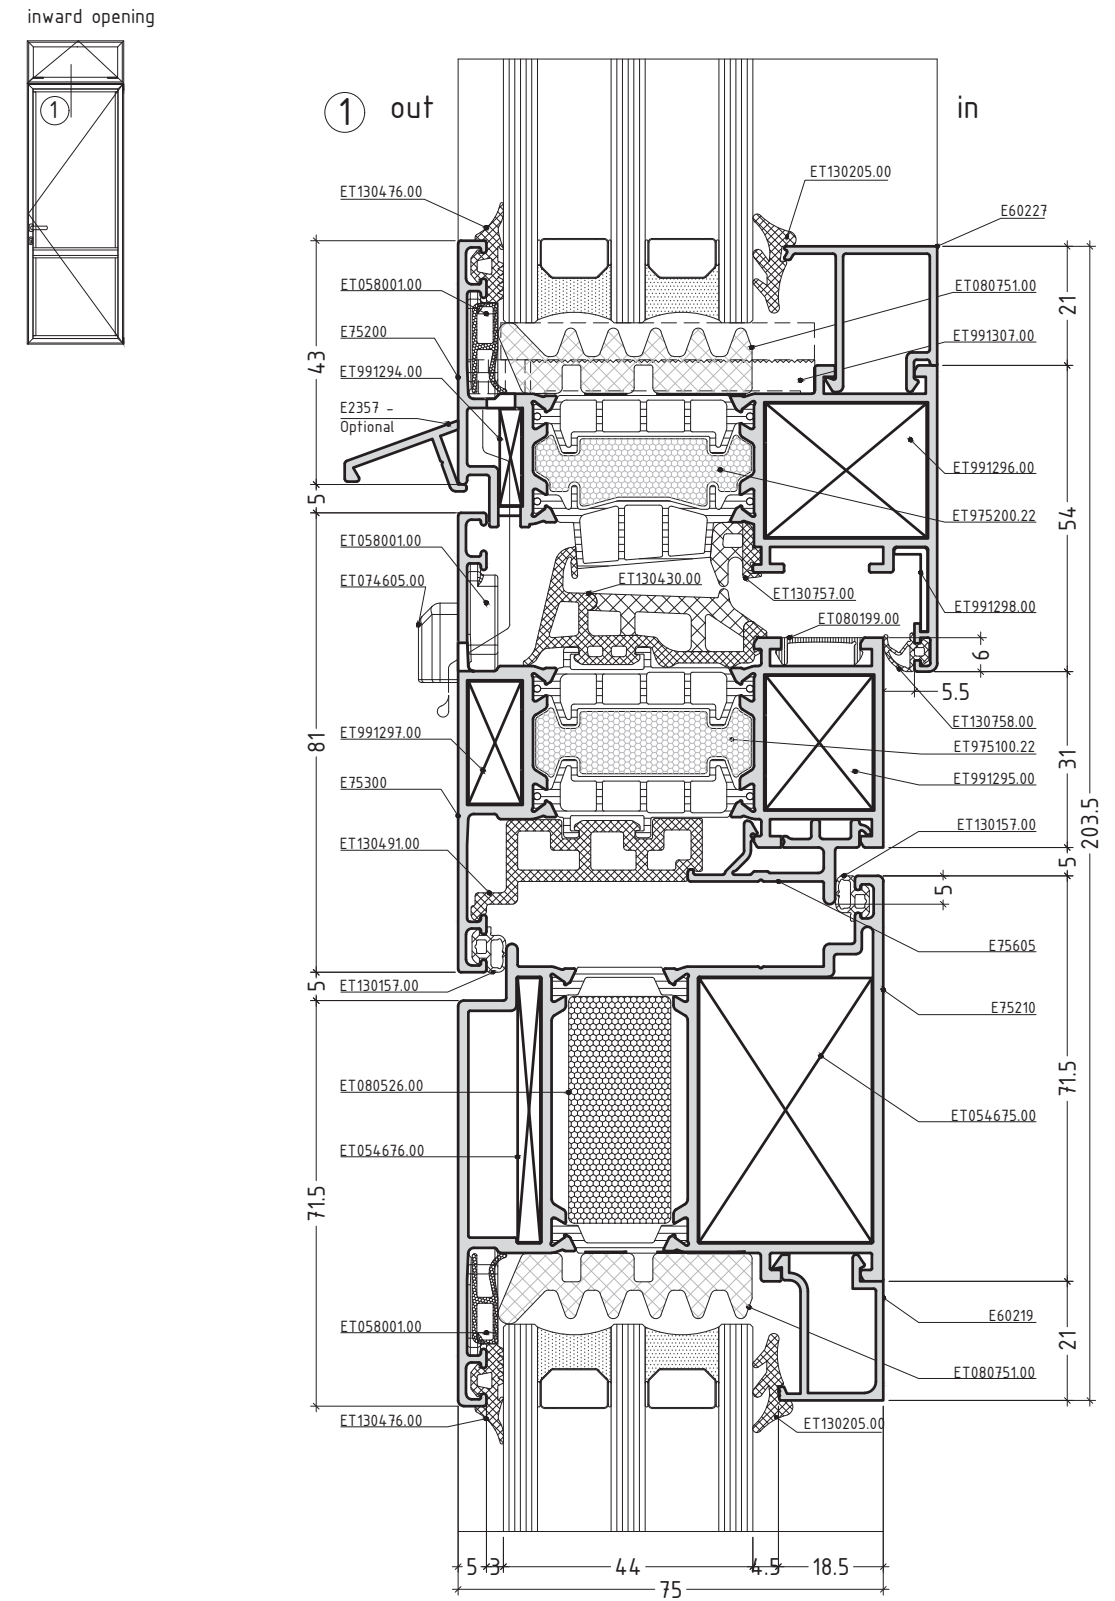 inward opening
1
1 out
in
ET130476.00
ET058001.00
E75200
ET991294.00
E2357 -
Optional
ET058001.00
ET074605.00
ET991297.00
E75300
ET130491.00
ET130157.00
ET080526.00
ET054676.00
ET058001.00
ET130476.00
43
5
81
5
71.5
ET130430.00
ET130757.00
ET080199.00
ET130205.00
E60227
ET080751.00
ET991307.00
ET991296.00
ET975200.22
ET991298.00
6
5.5
ET130758.00
ET975100.22
ET991295.00
ET130157.00
5
E75605
E75210
ET054675.00
E60219
ET080751.00
ET130205.00
21
54
31
5
71.5
21
203.5
5 3 44 4.5 18.5
75